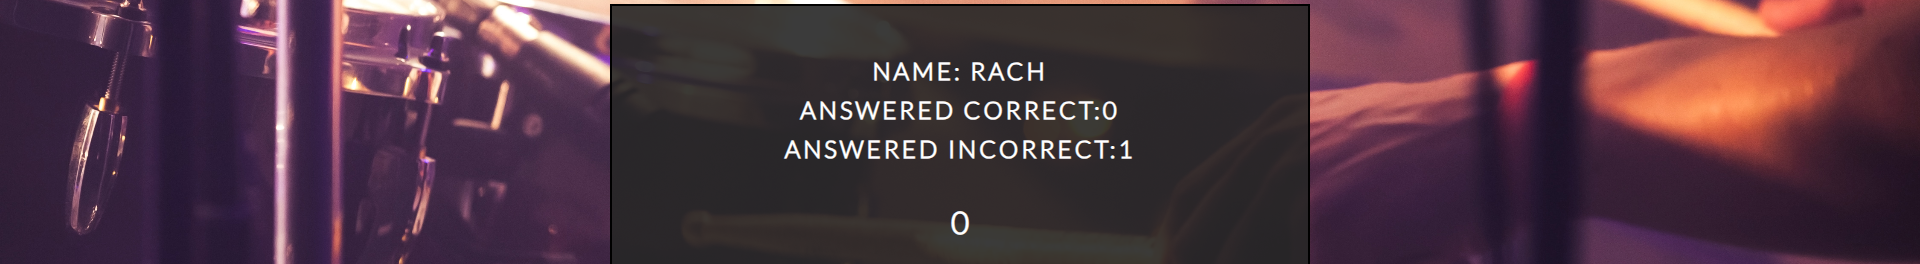 NAME: RACH
ANSWERED CORRECT:0
ANSWERED INCORRECT:1
0